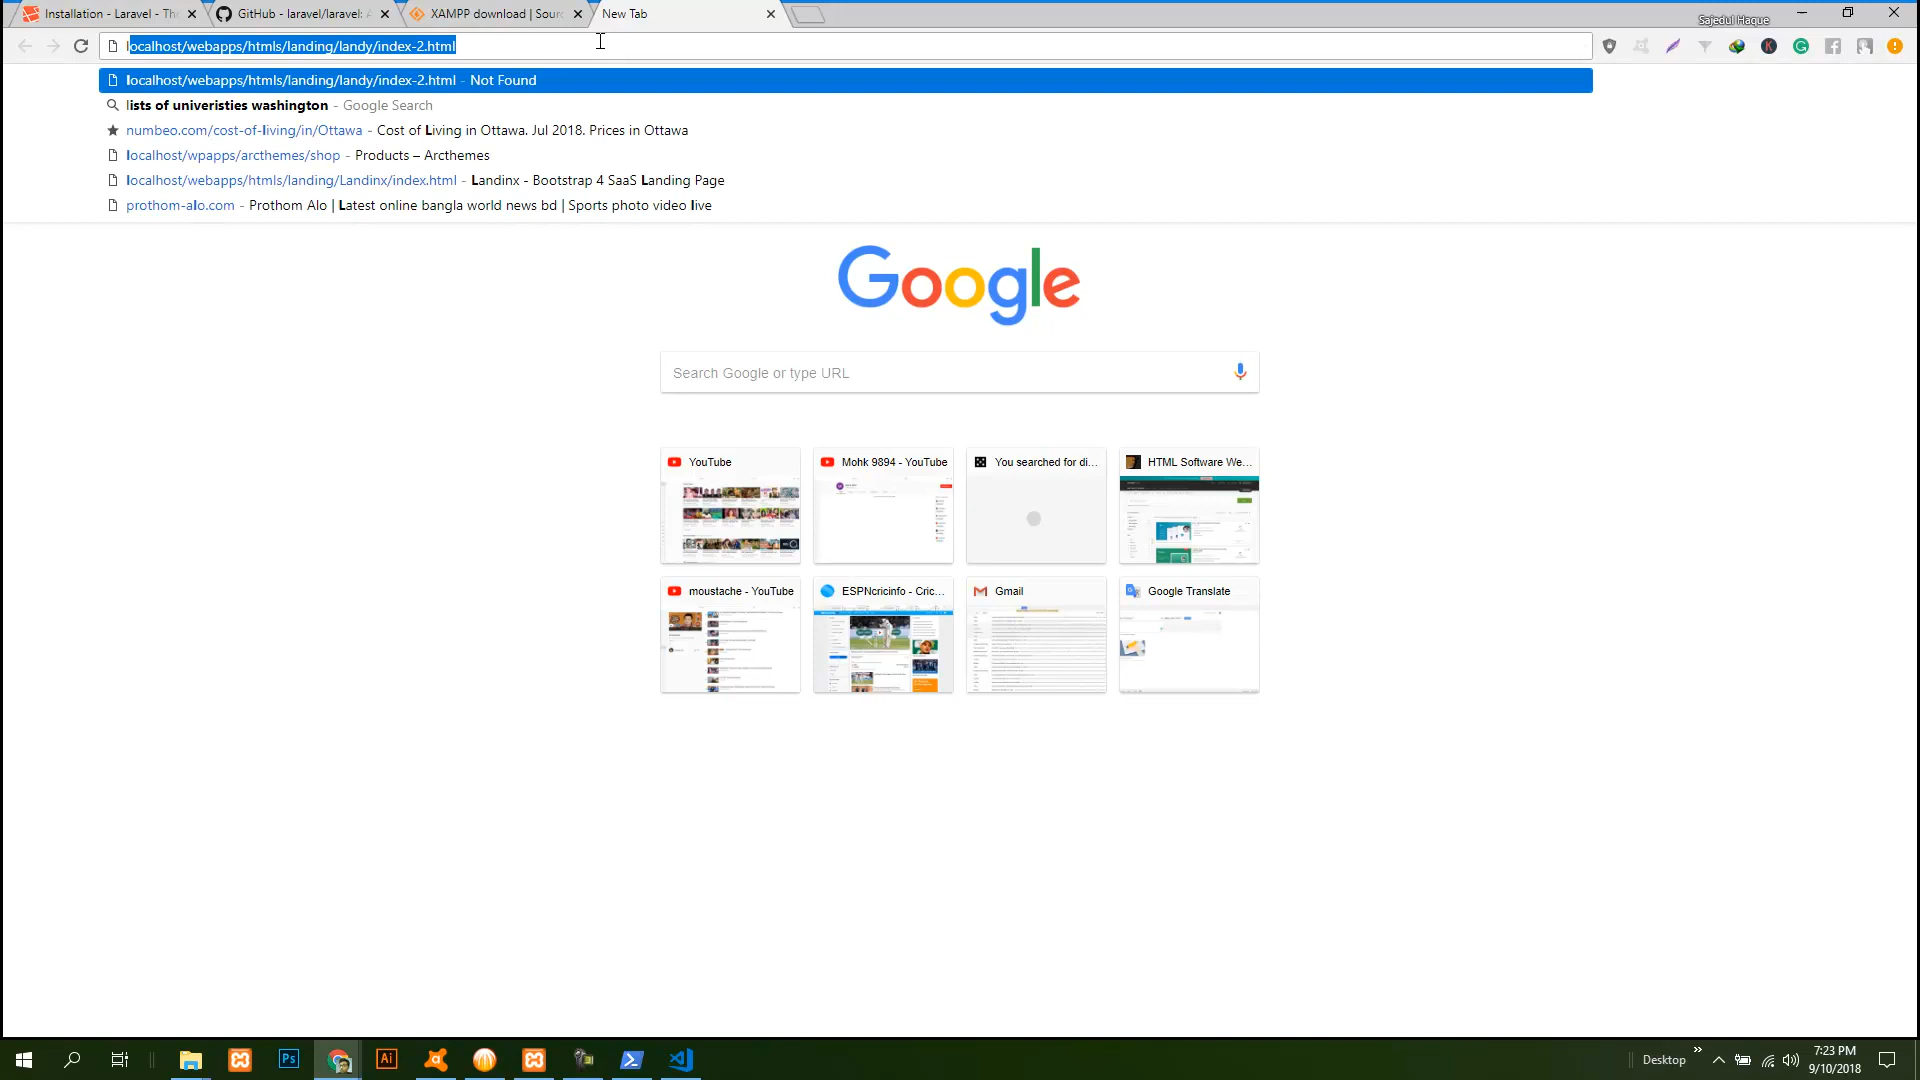 Installation - Laravel - Th
GitHub - laravel/laravel: A
XAMPP download | Sourc
New Tab
Sajedul Haque
localhost/webapps/htmls/landing/landy/index-2.html
localhost/webapps/htmls/landing/landy/index-2.html - Not Found
lists of univeristies washington - Google Search
numbeo.com/cost-of-living/in/Ottawa - Cost of Living in Ottawa. Jul 2018. Prices in Ottawa
localhost/wpapps/arcthemes/shop - Products – Arcthemes
localhost/webapps/htmls/landing/Landinx/index.html - Landinx - Bootstrap 4 SaaS Landing Page
prothom-alo.com - Prothom Alo | Latest online bangla world news bd | Sports photo video live
Google
Search Google or type URL
YouTube
Mohk 9894 - YouTube
You searched for di...
HTML Software We...
moustache - YouTube
ESPNcricinfo - Cric...
Gmail
Google Translate
Ps
Ai
Desktop
7:23 PM
9/10/2018